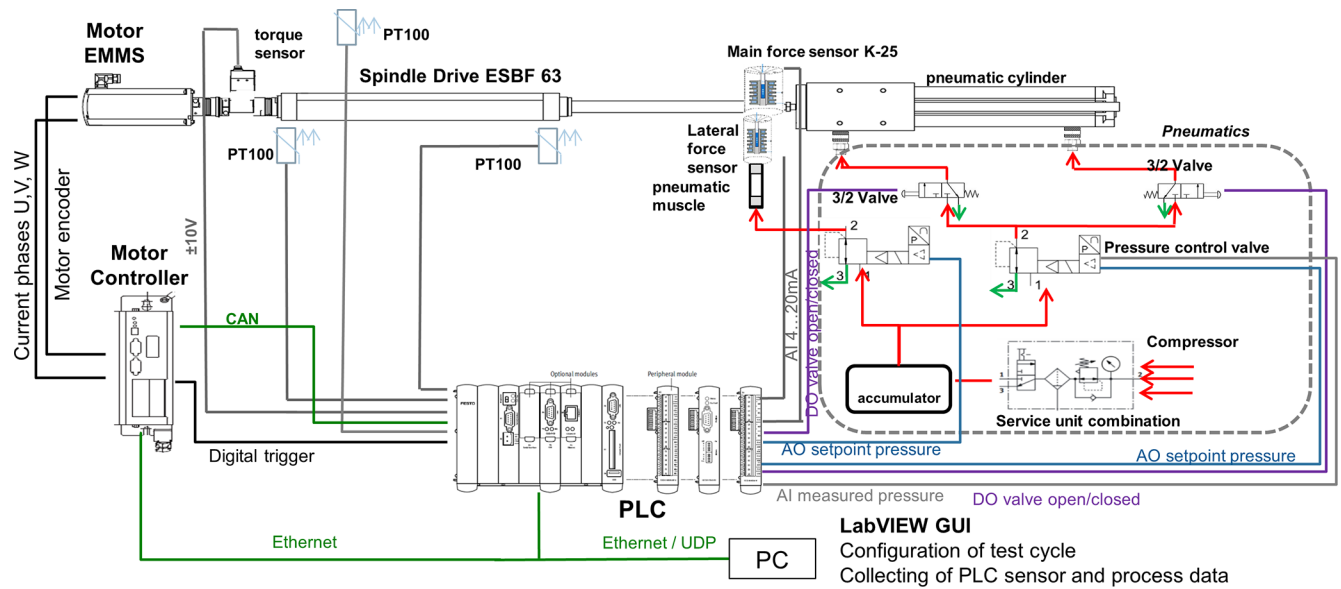 Motor
EMMS
torque
sensor
PT100
Spindle Drive ESBF 63
Main force sensor K-25
pneumatic cylinder
PT100
PT100
Lateral
force
sensor
pneumatic
muscle
Pneumatics
3/2 Valve
3/2 Valve
Current phases U,V, W
Motor encoder
±10V
Motor
Controller
2
P
3
1
2
P
3
1
Pressure control valve
CAN
AI 4…20mA
DO valve open/closed
Compressor
1
3
2
accumulator
Service unit combination
Optional modules
Peripheral module
FESTO
Digital trigger
AO setpoint pressure
AO setpoint pressure
AI measured pressure
DO valve open/closed
PLC
Ethernet
Ethernet / UDP
PC
LabVIEW GUI
Configuration of test cycle
Collecting of PLC sensor and process data